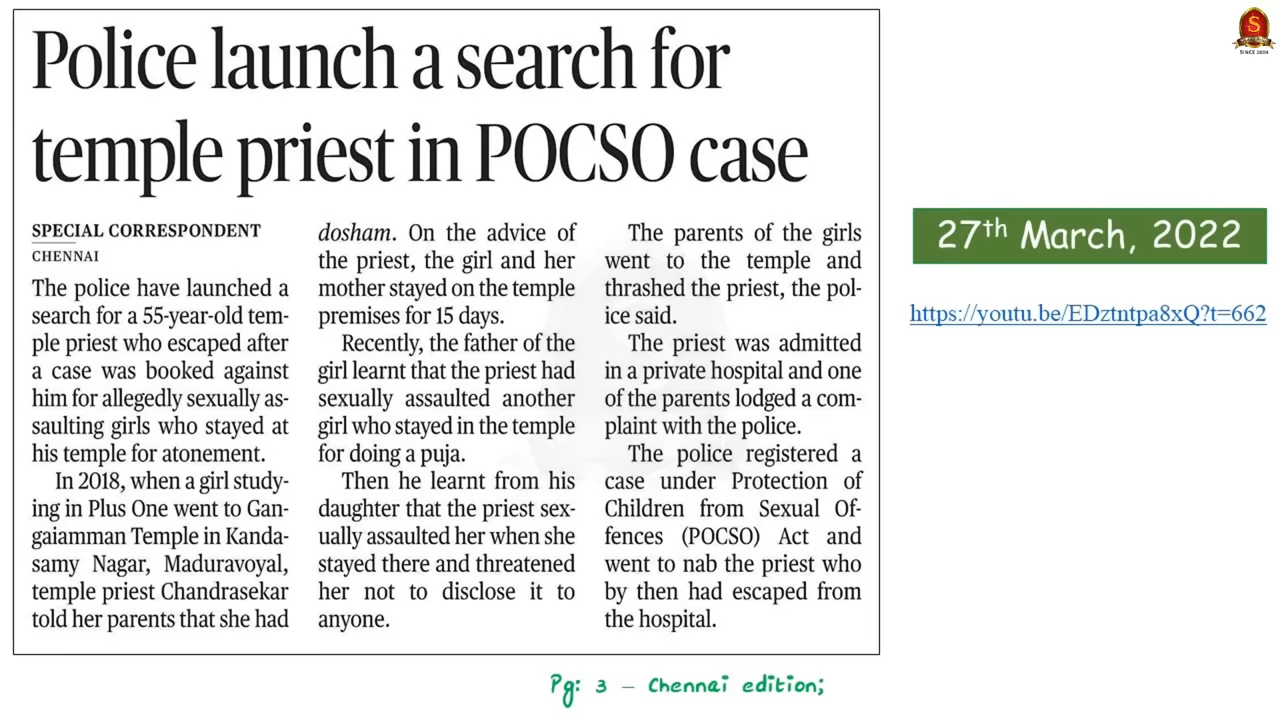 Police launch a search for
temple priest in POCSO case
SPECIAL CORRESPONDENT
CHENNAI
The police have launched a
search for a 55-year-old tem-
ple priest who escaped after
a case was booked against
him for allegedly sexually as-
saulting girls who stayed at
his temple for atonement.
In 2018, when a girl study-
ing in Plus One went to Gan-
gaiamman Temple in Kanda-
samy Nagar, Maduravoyal,
temple priest Chandrasekar
told her parents that she had
dosham. On the advice of
the priest, the girl and her
mother stayed on the temple
premises for 15 days.
Recently, the father of the
girl learnt that the priest had
sexually assaulted another
girl who stayed in the temple
for doing a puja.
Then he learnt from his
daughter that the priest sex-
ually assaulted her when she
stayed there and threatened
her not to disclose it to
anyone.
The parents of the girls
went to the temple and
thrashed the priest, the pol-
ice said.
The priest was admitted
in a private hospital and one
of the parents lodged a com-
plaint with the police.
The police registered a
case under Protection of
Children from Sexual Of-
fences (POCSO) Act and
went to nab the priest who
by then had escaped from
the hospital.
S
SINCE 2004
27th March, 2022
https://youtu.be/EDztntpa8xQ?t=662
Pg: 3 – Chennai edition;